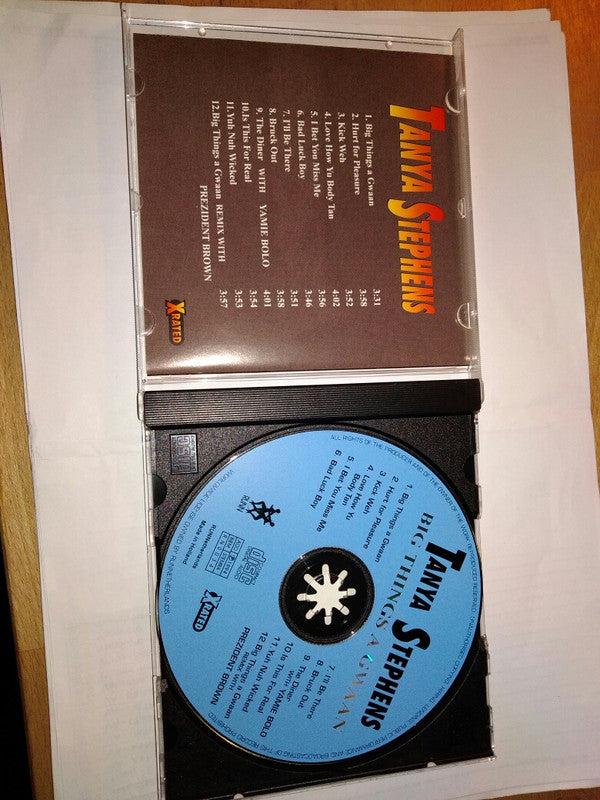 TANYA STEPHENS
1. Big Things a Gwaan 3:31
2. Hurt for Pleasure 3:58
3. Kick Weh 3:52
4. Love How Yu Body Tan 4:02
5. I Bet You Miss Me 3:56
6. Bad Luck Boy 3:46
7. I'll Be There 3:51
8. Bruck Out 3:58
9. The Diner WITH YAMIE BOLO 4:01
10. Is This For Real 3:54
11. Yuh Nuh Wicked 3:53
12. Big Things a Gwaan REMIX WITH
PREZIDENT BROWN 3:57
X RATED
TANYA STEPHENS
BIG THINGS A GWAAN
1. Big Things a Gwaan
2. Hurt for Pleasure
3. Kick Weh
4. Love How Yu
Body Tan
5. I Bet You Miss Me
6. Bad Luck Boy
7. I'll Be There
8. Bruck Out
9. The Diner
WITH YAMIE BOLO
10 Is This For Real
11. Yuh Nuh Wicked
12 Big Things a Gwaan
REMIX WITH
PREZIDENT BROWN
RUN
disc
X RATED
Made in Holland